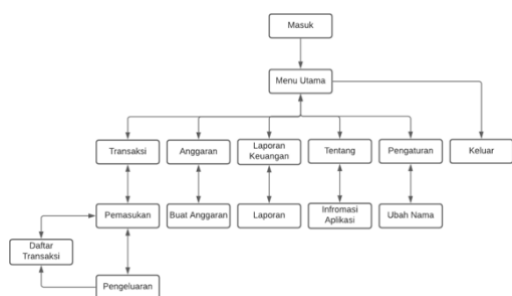 Masuk
Menu Utama
Transaksi
Anggaran
Laporan
Keuangan
Tentang
Pengaturan
Keluar
Pemasukan
Buat Anggaran
Laporan
Infromasi
Aplikasi
Ubah Nama
Daftar
Transaksi
Pengeluaran